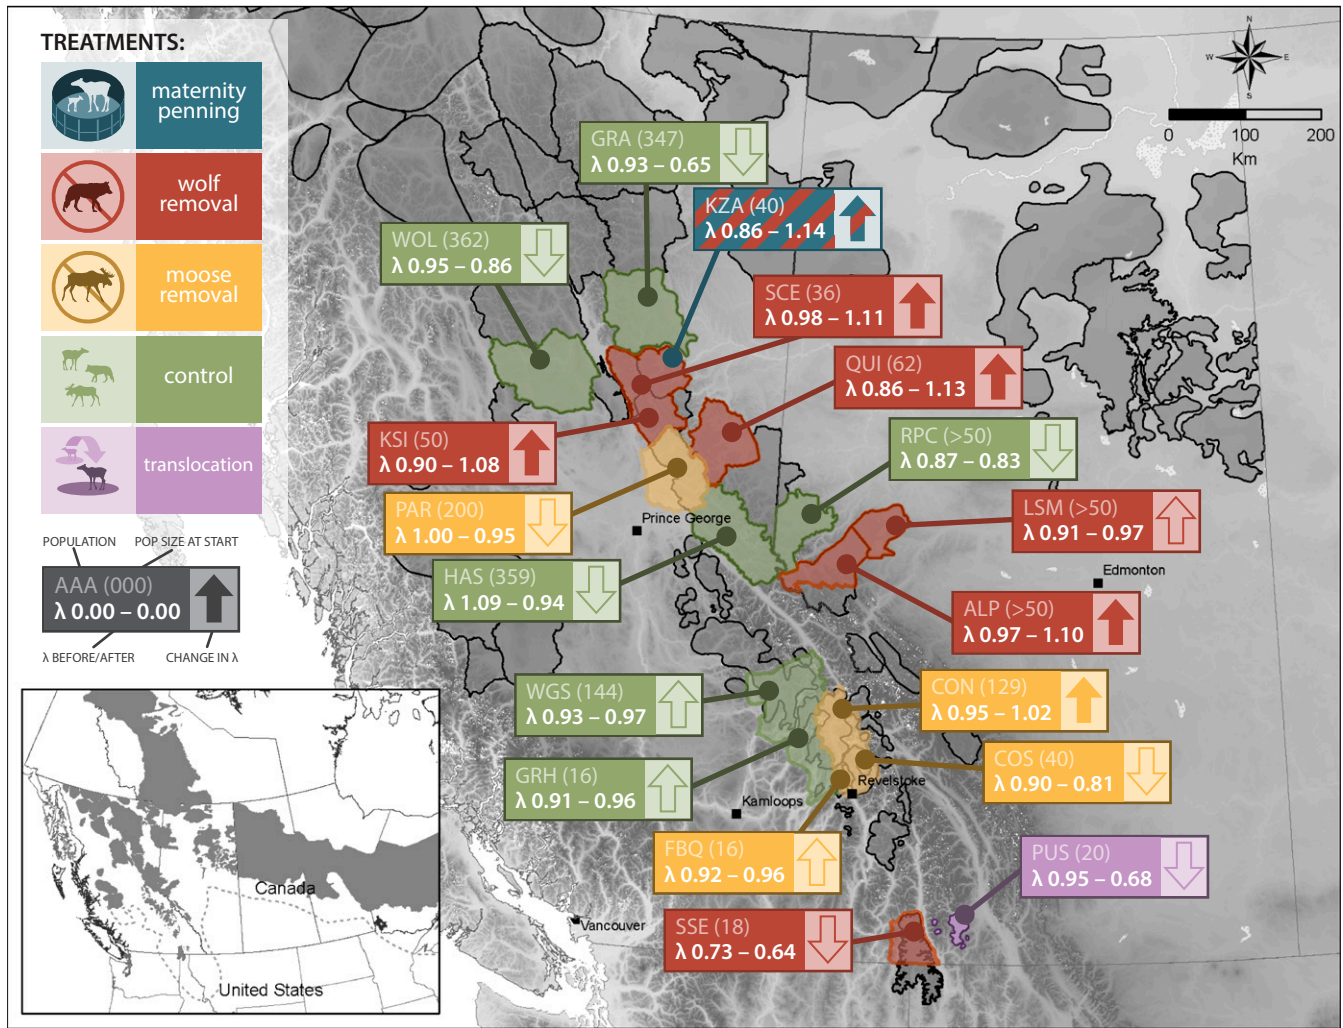 TREATMENTS:
maternity
penning
wolf
removal
moose
removal
control
translocation
POPULATION
POP SIZE AT START
AAA (000)
λ 0.00 – 0.00
λ BEFORE/AFTER
CHANGE IN λ
N
W
E
S
0
100
200
Km
GRA (347)
λ 0.93 – 0.65
KZA (40)
λ 0.86 – 1.14
WOL (362)
λ 0.95 – 0.86
SCE (36)
λ 0.98 – 1.11
QUI (62)
λ 0.86 – 1.13
KSI (50)
λ 0.90 – 1.08
RPC (>50)
λ 0.87 – 0.83
PAR (200)
λ 1.00 – 0.95
LSM (>50)
λ 0.91 – 0.97
Prince George
HAS (359)
λ 1.09 – 0.94
Edmonton
ALP (>50)
λ 0.97 – 1.10
WGS (144)
λ 0.93 – 0.97
CON (129)
λ 0.95 – 1.02
GRH (16)
λ 0.91 – 0.96
COS (40)
λ 0.90 – 0.81
Revelstoke
Kamloops
FBQ (16)
λ 0.92 – 0.96
PUS (20)
λ 0.95 – 0.68
SSE (18)
λ 0.73 – 0.64
Vancouver
Canada
United States